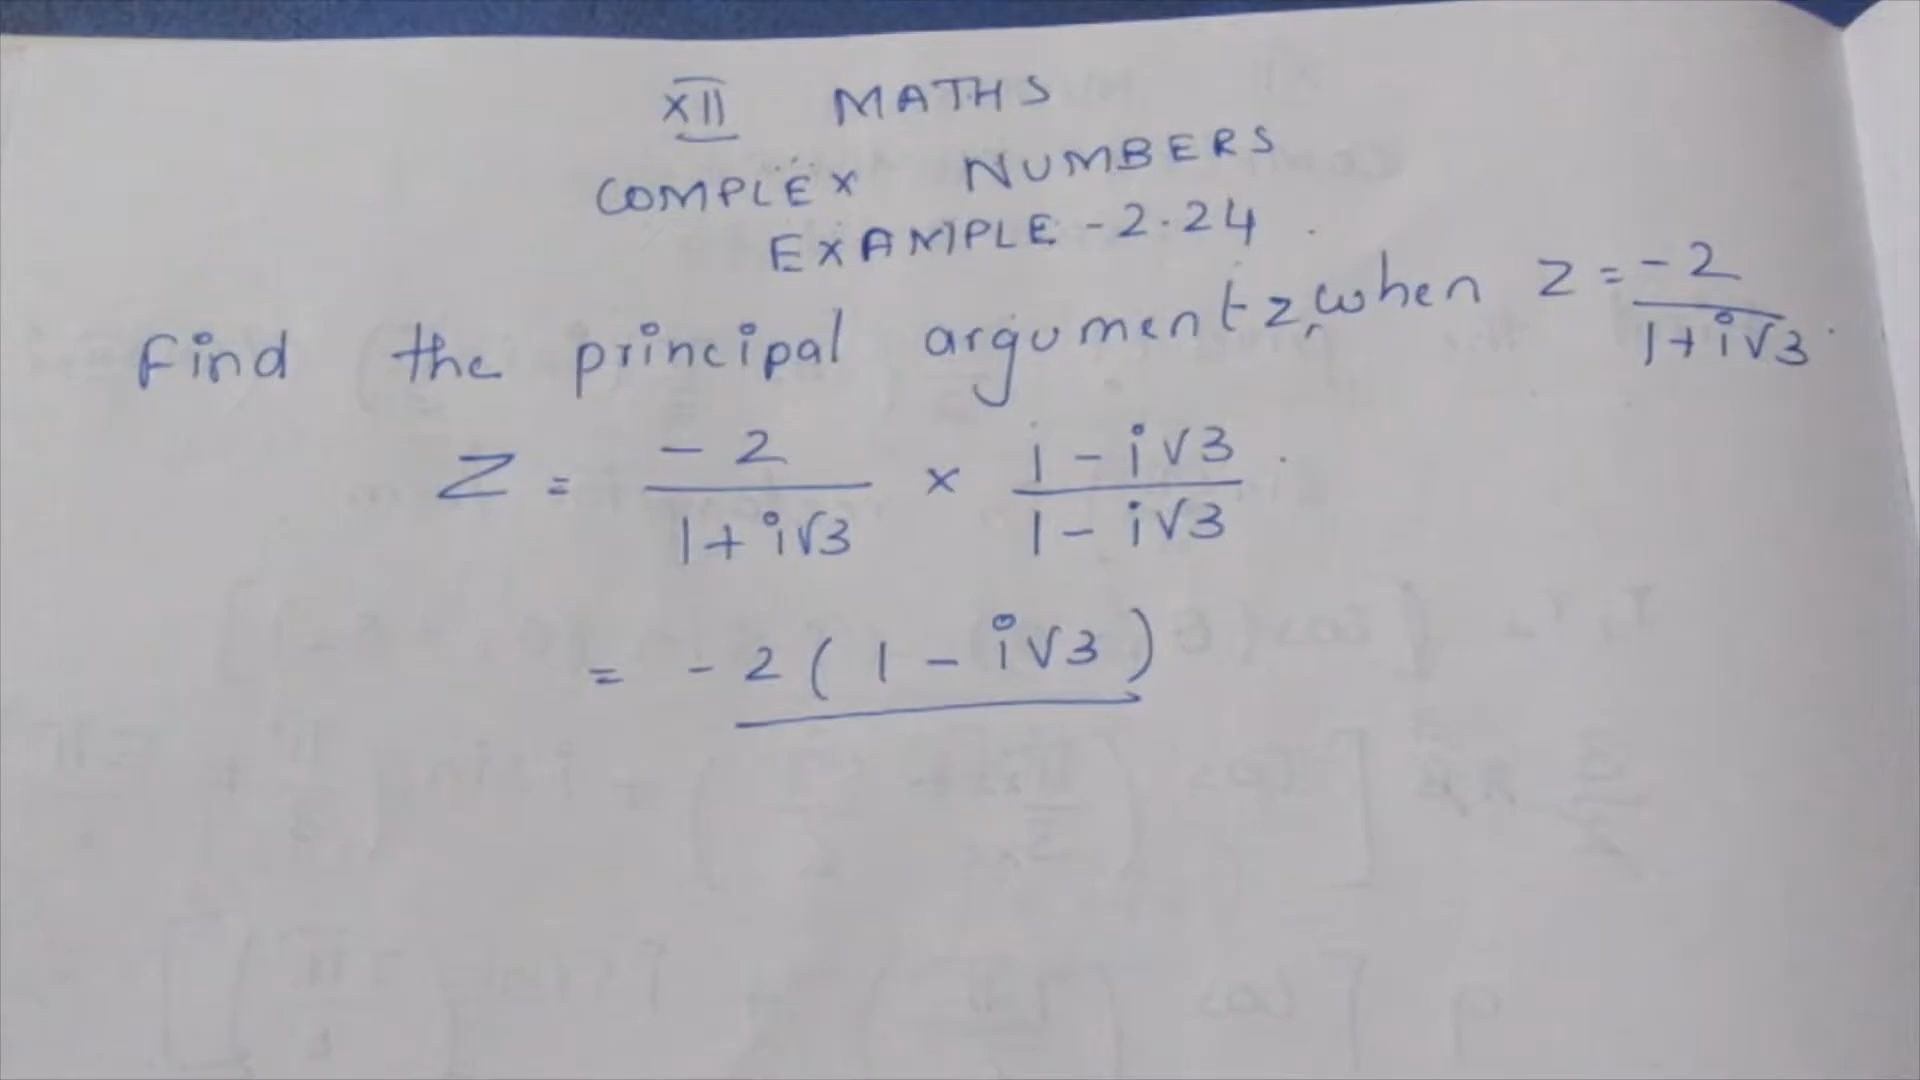 XII MATHS
COMPLEX NUMBERS
EXAMPLE - 2.24.
Find the principal argument z, when z = -2 / 1+i√3.
Z = -2 / 1+i√3 × 1-i√3 / 1-i√3.
= -2(1-i√3)